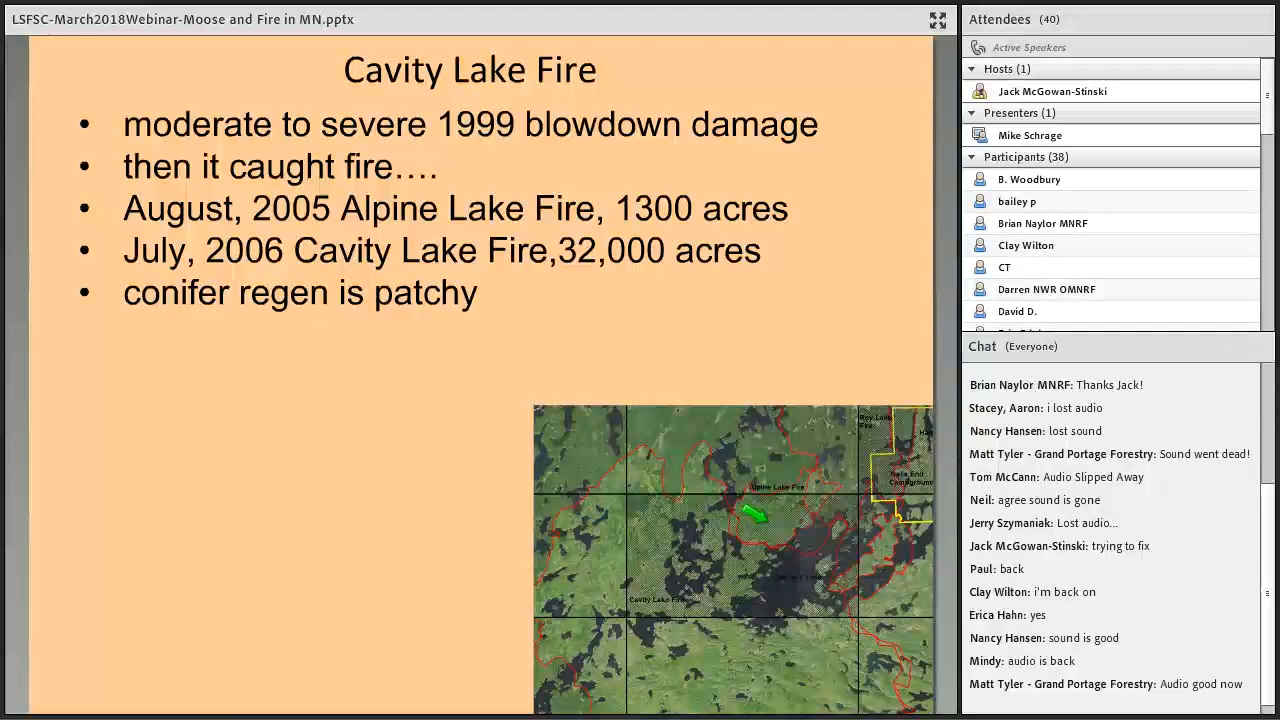 LSFSC-March2018Webinar-Moose and Fire in MN.pptx
Cavity Lake Fire
• moderate to severe 1999 blowdown damage
• then it caught fire….
• August, 2005 Alpine Lake Fire, 1300 acres
• July, 2006 Cavity Lake Fire,32,000 acres
• conifer regen is patchy
Roy Lake
Fire
Alpine Lake Fire
Campground
Cavity Lake Fire
Attendees (40)
Active Speakers
Hosts (1)
Jack McGowan-Stinski
Presenters (1)
Mike Schrage
Participants (38)
B. Woodbury
bailey p
Brian Naylor MNRF
Clay Wilton
CT
Darren NWR OMNRF
David D.
Chat (Everyone)
Brian Naylor MNRF: Thanks Jack!
Stacey, Aaron: i lost audio
Nancy Hansen: lost sound
Matt Tyler - Grand Portage Forestry: Sound went dead!
Tom McCann: Audio Slipped Away
Neil: agree sound is gone
Jerry Szymaniak: Lost audio...
Jack McGowan-Stinski: trying to fix
Paul: back
Clay Wilton: i'm back on
Erica Hahn: yes
Nancy Hansen: sound is good
Mindy: audio is back
Matt Tyler - Grand Portage Forestry: Audio good now